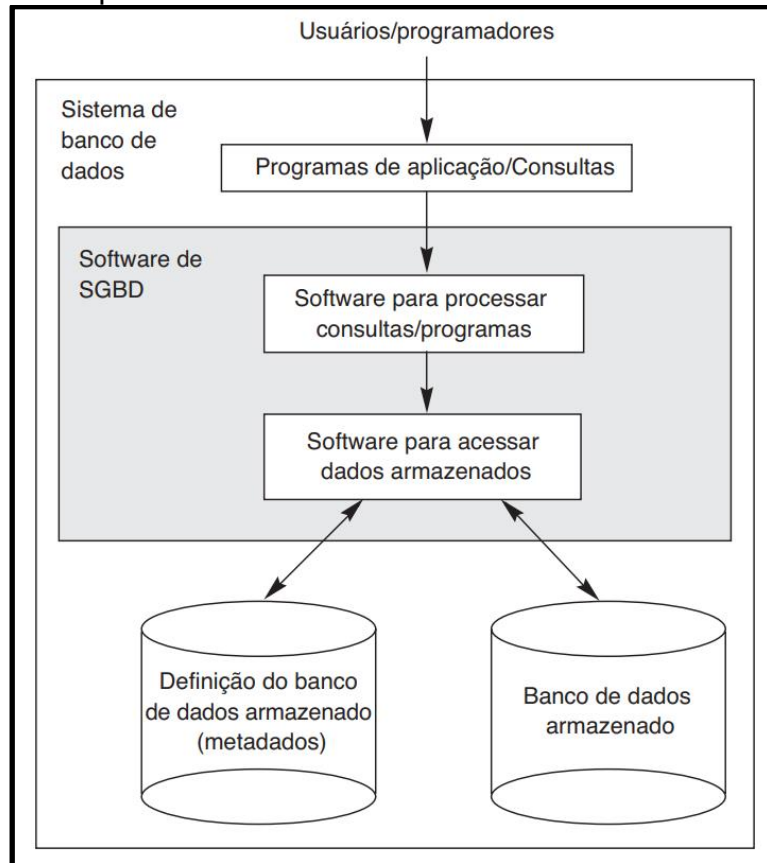 Usuários/programadores
Sistema de
banco de
dados
Programas de aplicação/Consultas
Software de
SGBD
Software para processar
consultas/programas
Software para acessar
dados armazenados
Definição do banco
de dados armazenado
(metadados)
Banco de dados
armazenado